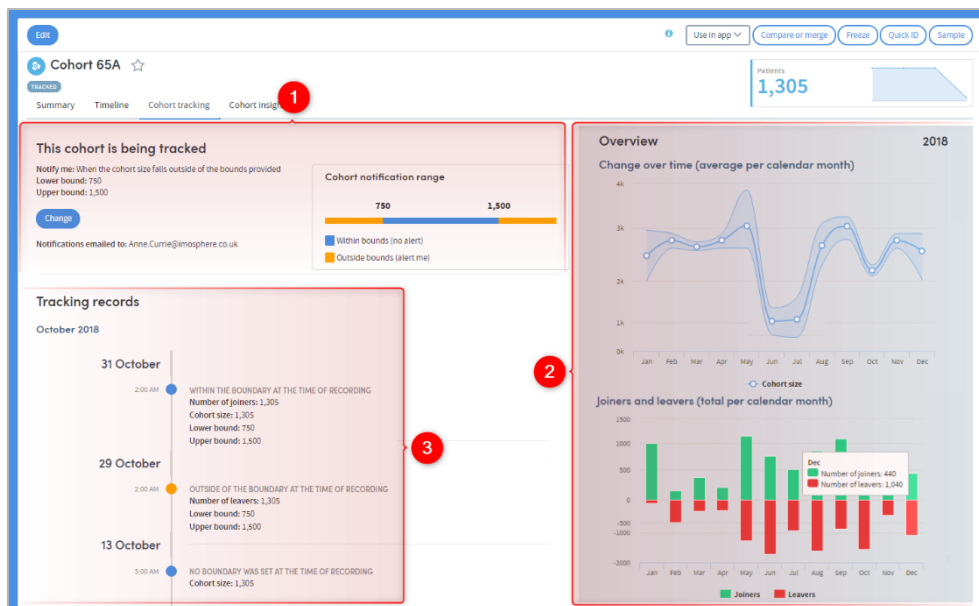 Edit
Use in app
Compare or merge
Freeze
Quick ID
Sample
Cohort 65A
TRACKED
Patients
1,305
Summary
Timeline
Cohort tracking
Cohort insigh
1
This cohort is being tracked
Notify me: When the cohort size falls outside of the bounds provided
Lower bound: 750
Upper bound: 1,500
Change
Notifications emailed to: Anne.Currie@imosphere.co.uk
Cohort notification range
750 1,500
Within bounds (no alert)
Outside bounds (alert me)
Overview 2018
Change over time (average per calendar month)
4k
3k
2k
1k
0k
Jan Feb Mar Apr May Jun Jul Aug Sep Oct Nov Dec
Cohort size
2
Joiners and leavers (total per calendar month)
1500
1000
500
0
-500
-1000
-2000
Dec
Number of joiners: 440
Number of leavers: 1,040
Jan Feb Mar Apr May Jun Jul Aug Sep Oct Nov Dec
Joiners Leavers
Tracking records
October 2018
31 October
2:00 AM
WITHIN THE BOUNDARY AT THE TIME OF RECORDING
Number of joiners: 1,305
Cohort size: 1,305
Lower bound: 750
Upper bound: 1,500
3
29 October
2:00 AM
OUTSIDE OF THE BOUNDARY AT THE TIME OF RECORDING
Number of leavers: 1,305
Lower bound: 750
Upper bound: 1,500
13 October
3:00 AM
NO BOUNDARY WAS SET AT THE TIME OF RECORDING
Cohort size: 1,305